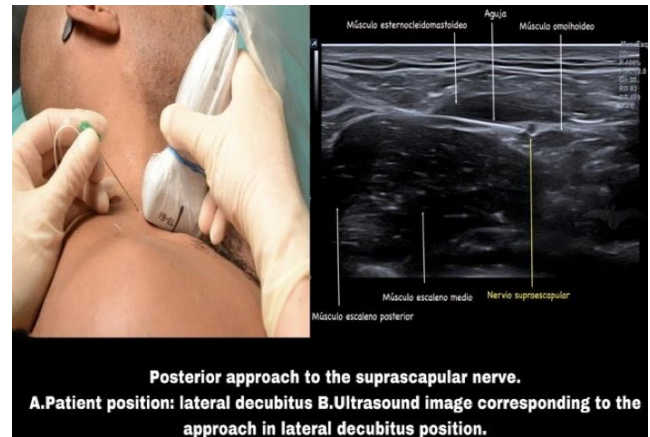 Músculo esternocleidomastoideo
Aguja
Músculo omoihoideo
Músculo escaleno medio
Nervio supraescapular
Músculo escaleno posterior
Posterior approach to the suprascapular nerve.
A.Patient position: lateral decubitus B.Ultrasound image corresponding to the
approach in lateral decubitus position.